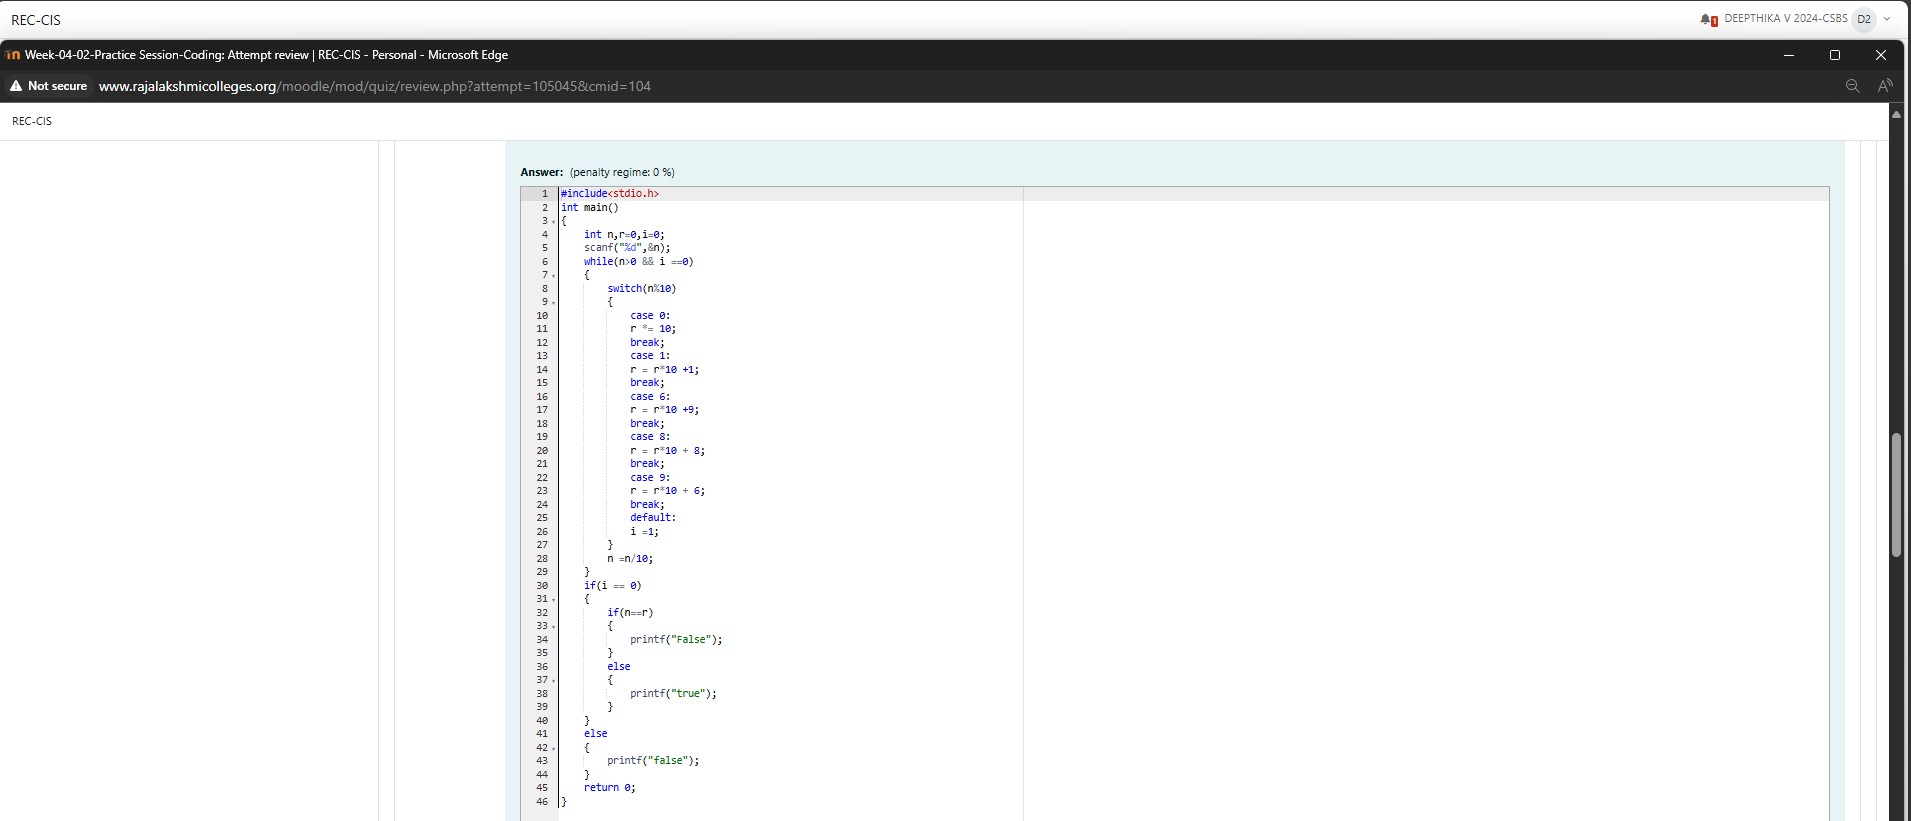 REC-CIS
1 DEEPTHIKA V 2024-CSBS D2
Week-04-02-Practice Session-Coding: Attempt review | REC-CIS - Personal - Microsoft Edge
Not secure www.rajalakshmicolleges.org/moodle/mod/quiz/review.php?attempt=105045&cmid=104
REC-CIS
Answer: (penalty regime: 0 %)
1 #include<stdio.h>
2 int main()
3 {
4 int n,r=0,i=0;
5 scanf("%d",&n);
6 while(n>0 && i ==0)
7 {
8 switch(n%10)
9 {
10 case 0:
11 r *= 10;
12 break;
13 case 1:
14 r = r*10 +1;
15 break;
16 case 6:
17 r = r*10 +9;
18 break;
19 case 8:
20 r = r*10 + 8;
21 break;
22 case 9:
23 r = r*10 + 6;
24 break;
25 default:
26 i =1;
27 }
28 n =n/10;
29 }
30 if(i == 0)
31 {
32 if(n==r)
33 {
34 printf("False");
35 }
36 else
37 {
38 printf("true");
39 }
40 }
41 else
42 {
43 printf("false");
44 }
45 return 0;
46 }